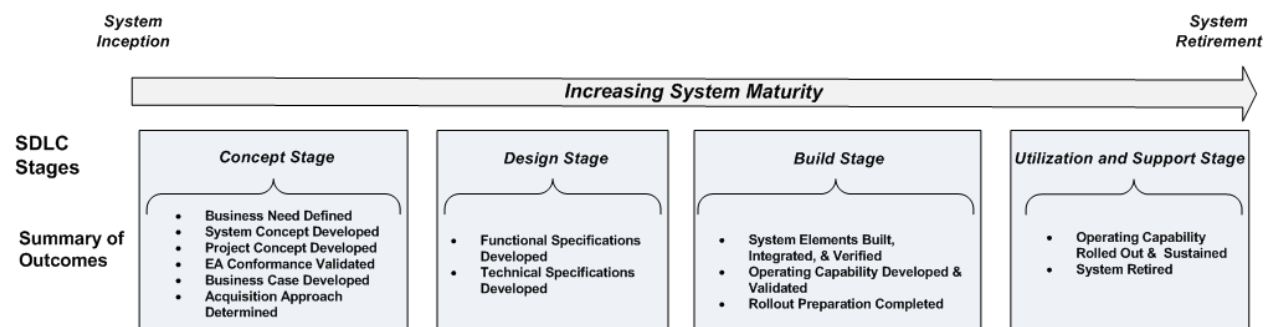 System
Inception
System
Retirement
Increasing System Maturity
SDLC
Stages
Concept Stage
Design Stage
Build Stage
Utilization and Support Stage
Summary of
Outcomes
• Business Need Defined
• System Concept Developed
• Project Concept Developed
• EA Conformance Validated
• Business Case Developed
• Acquisition Approach
Determined
• Functional Specifications
Developed
• Technical Specifications
Developed
• System Elements Built,
Integrated, & Verified
• Operating Capability Developed &
Validated
• Rollout Preparation Completed
• Operating Capability
Rolled Out & Sustained
• System Retired